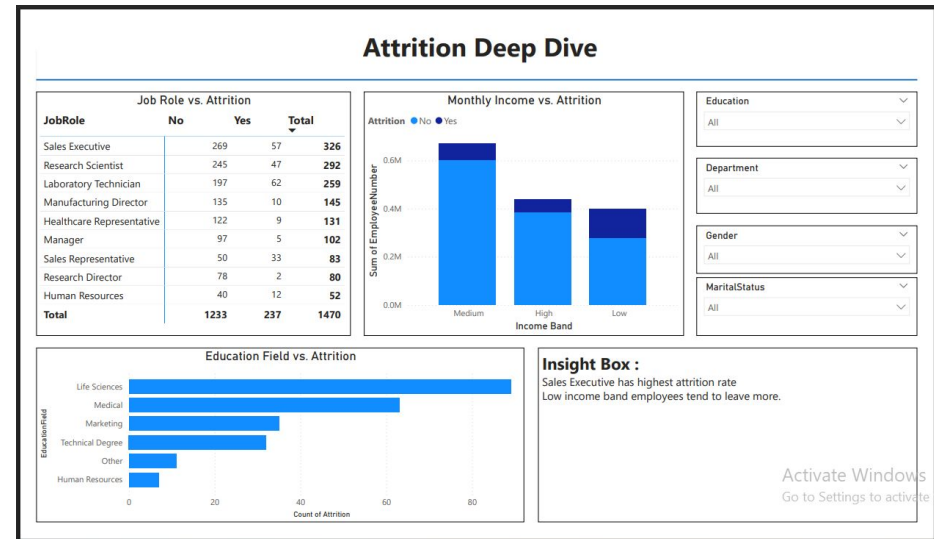 Attrition Deep Dive
Job Role vs. Attrition
JobRole No Yes Total
Sales Executive 269 57 326
Research Scientist 245 47 292
Laboratory Technician 197 62 259
Manufacturing Director 135 10 145
Healthcare Representative 122 9 131
Manager 97 5 102
Sales Representative 50 33 83
Research Director 78 2 80
Human Resources 40 12 52
Total 1233 237 1470
Monthly Income vs. Attrition
Attrition No Yes
Sum of EmployeeNumber
0.6M
0.4M
0.2M
0.0M
Medium High Low
Income Band
Education
All
Department
All
Gender
All
MaritalStatus
All
Education Field vs. Attrition
EducationField
Life Sciences
Medical
Marketing
Technical Degree
Other
Human Resources
0 20 40 60 80
Count of Attrition
Insight Box :
Sales Executive has highest attrition rate
Low income band employees tend to leave more.
Activate Windows
Go to Settings to activate